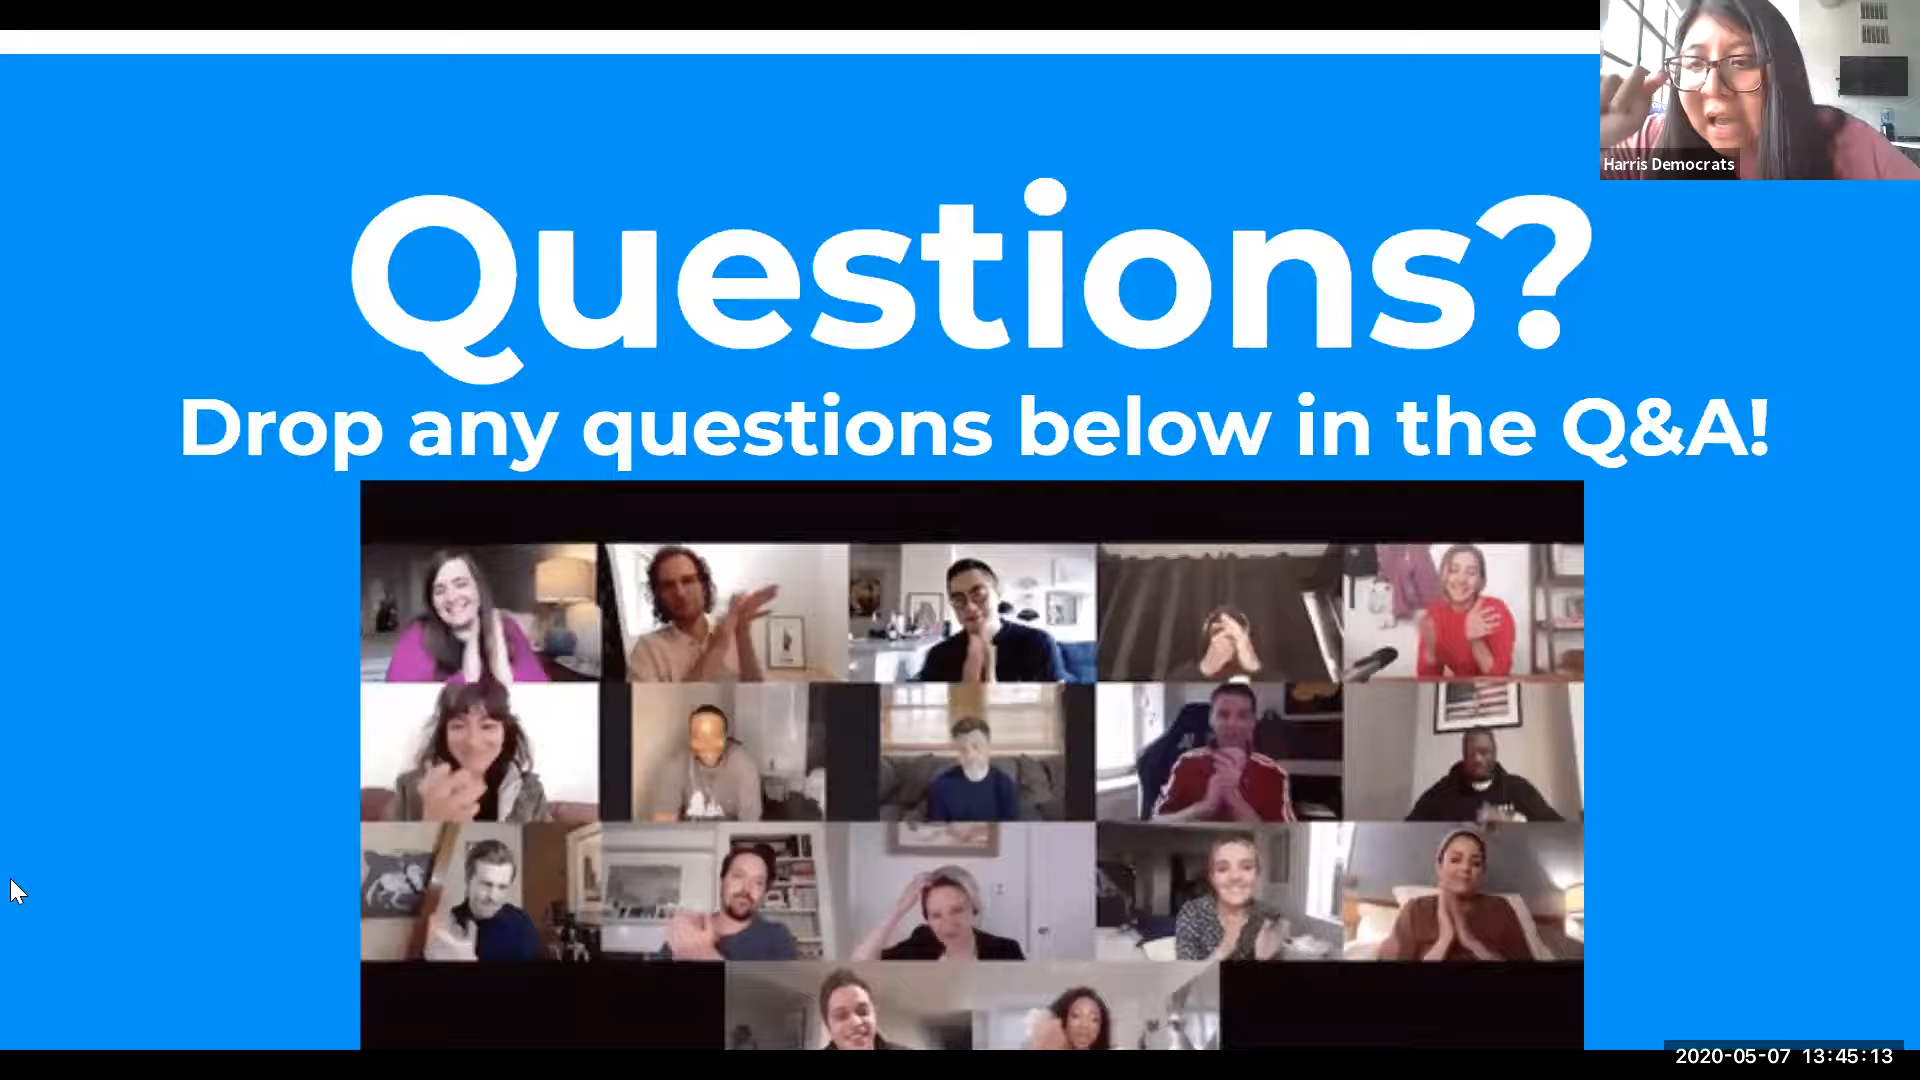 Harris Democrats
Questions?
Drop any questions below in the Q&A!
2020-05-07 13:45:13